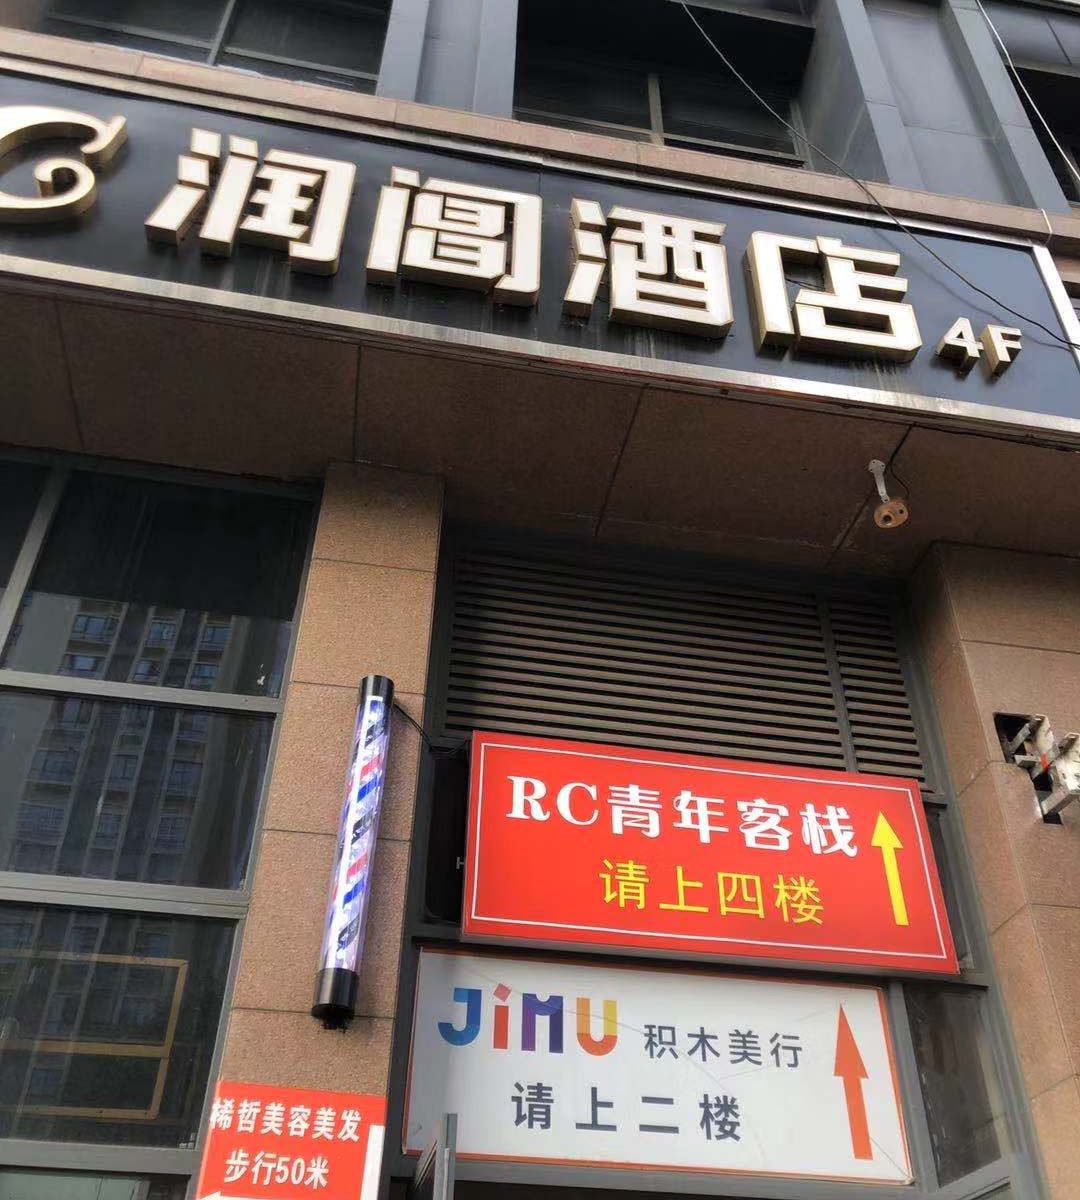 润阁酒店 4F
RC青年客栈
请上四楼
JiMU 积木美行
请上二楼
稀哲美容美发
步行50米